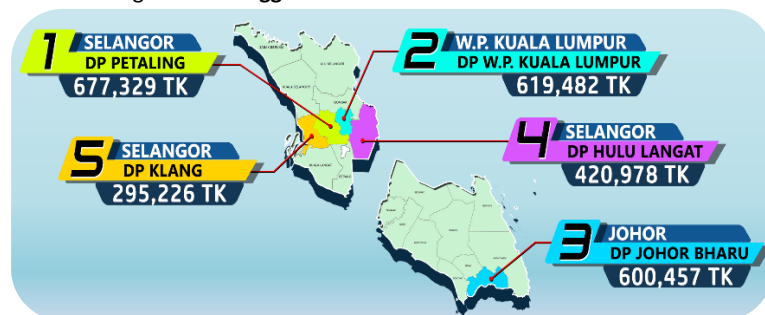 1
SELANGOR
DP PETALING
677,329 TK
2
W.P. KUALA LUMPUR
DP W.P. KUALA LUMPUR
619,482 TK
5
SELANGOR
DP KLANG
295,226 TK
4
SELANGOR
DP HULU LANGAT
420,978 TK
3
JOHOR
DP JOHOR BHARU
600,457 TK